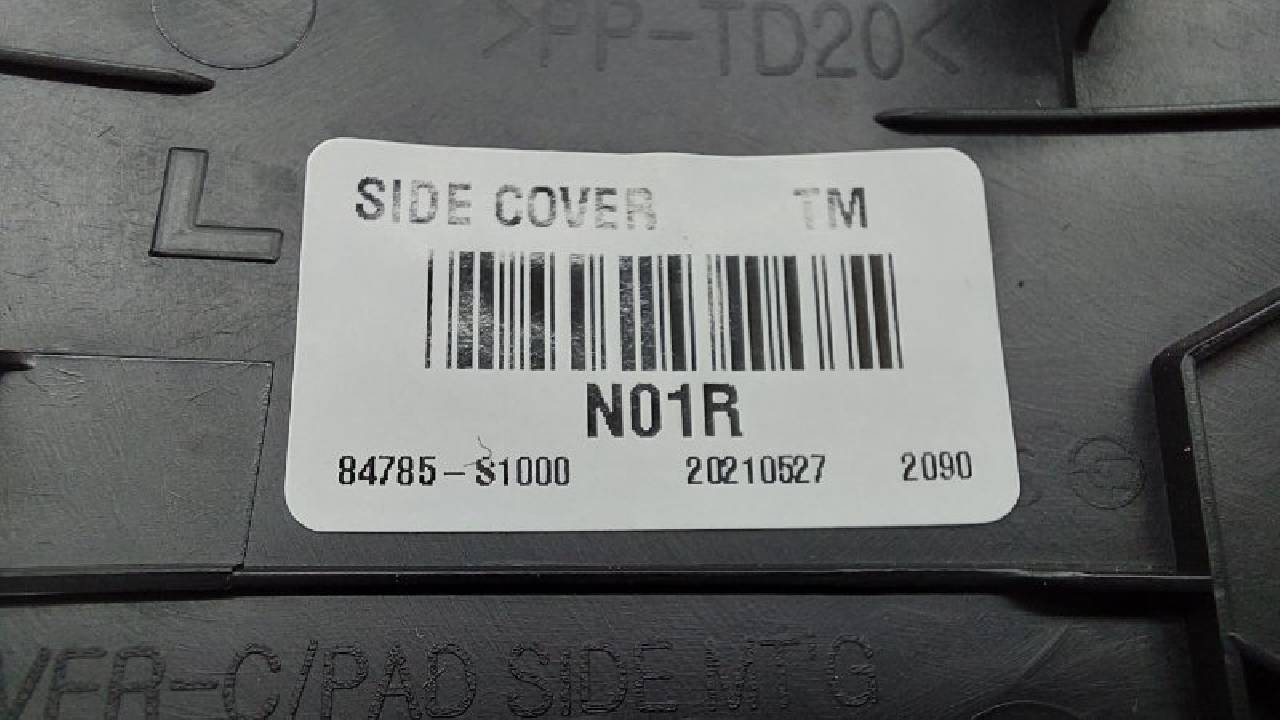 >PP-TD20<
L
SIDE COVER TM
N01R
84785-S1000 20210527 2090
VER-C/PAD SIDE MT'G